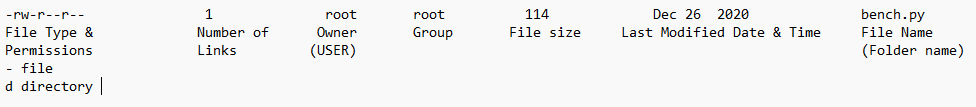 -rw-r--r-- 1 root root 114 Dec 26 2020 bench.py
File Type & Number of Owner Group File size Last Modified Date & Time File Name
Permissions Links (USER) (Folder name)
- file
d directory